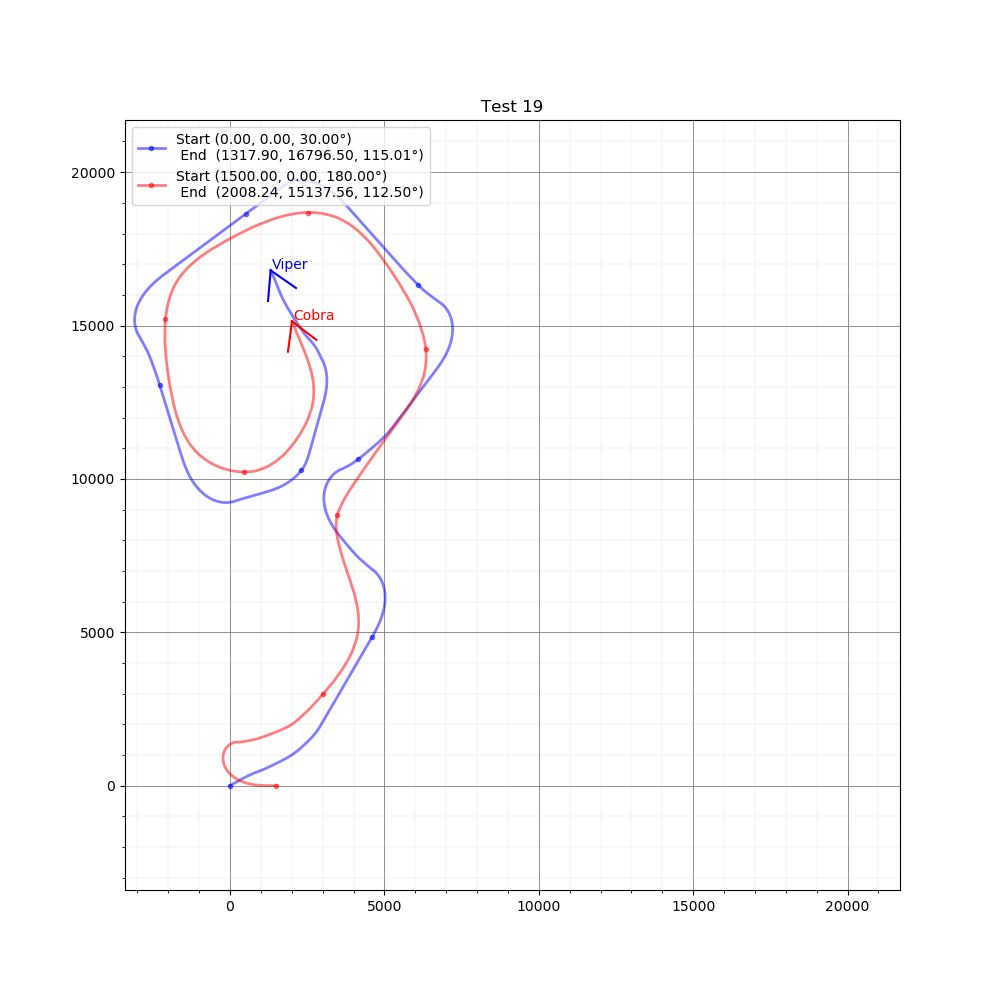 Test 19
Start (0.00, 0.00, 30.00°)
End (1317.90, 16796.50, 115.01°)
Start (1500.00, 0.00, 180.00°)
End (2008.24, 15137.56, 112.50°)
20000
Viper
Cobra
15000
10000
5000
0
0 5000 10000 15000 20000